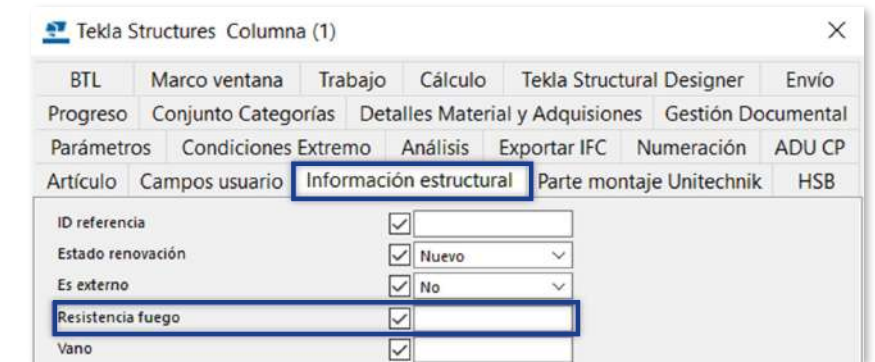 Tekla Structures Columna (1)
BTL Marco ventana Trabajo Cálculo Tekla Structural Designer Envío
Progreso Conjunto Categorías Detalles Material y Adquisiones Gestión Documental
Parámetros Condiciones Extremo Análisis Exportar IFC Numeración ADU CP
Artículo Campos usuario Información estructural Parte montaje Unitechnik HSB
ID referencia
Estado renovación Nuevo
Es externo No
Resistencia fuego
Vano